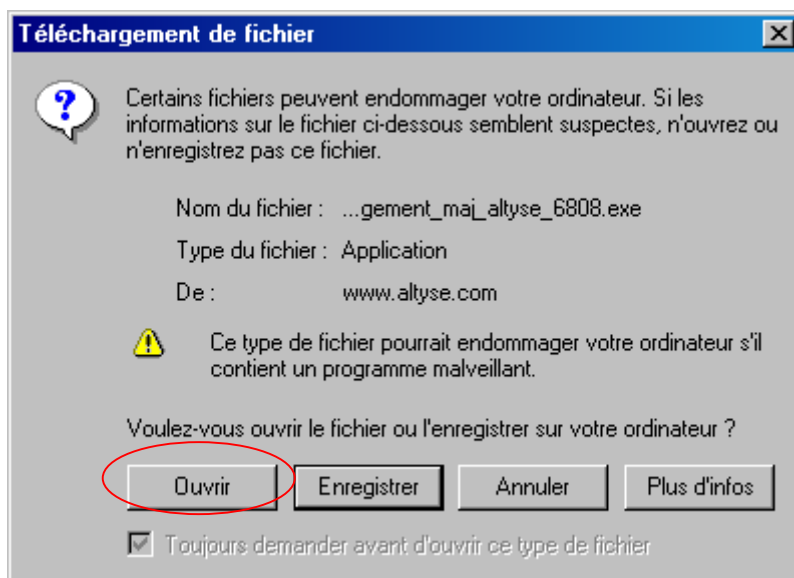 Téléchargement de fichier
Certains fichiers peuvent endommager votre ordinateur. Si les
informations sur le fichier ci-dessous semblent suspectes, n'ouvrez ou
n'enregistrez pas ce fichier.
Nom du fichier : ...gement_maj_altyse_6808.exe
Type du fichier : Application
De : www.altyse.com
Ce type de fichier pourrait endommager votre ordinateur s'il
contient un programme malveillant.
Voulez-vous ouvrir le fichier ou l'enregistrer sur votre ordinateur ?
Ouvrir Enregistrer Annuler Plus d'infos
Toujours demander avant d'ouvrir ce type de fichier